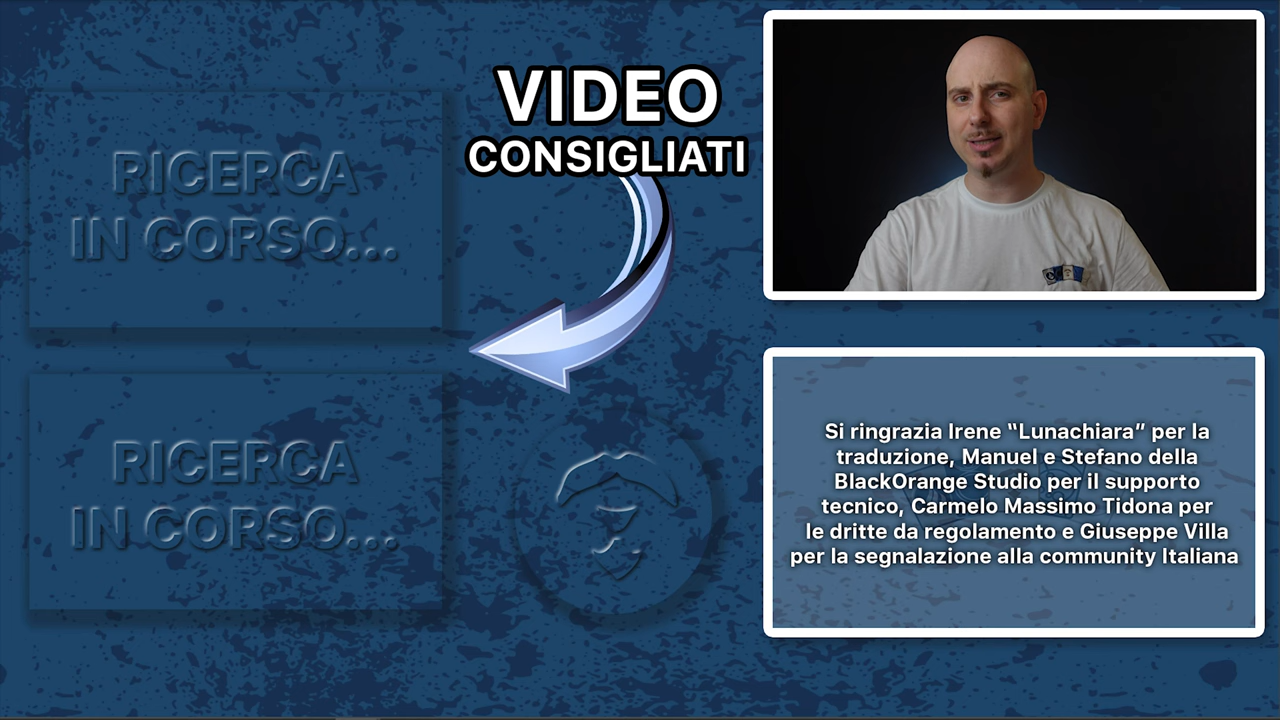 VIDEO
CONSIGLIATI
RICERCA
IN CORSO...
RICERCA
IN CORSO...
Si ringrazia Irene “Lunachiara” per la
traduzione, Manuel e Stefano della
BlackOrange Studio per il supporto
tecnico, Carmelo Massimo Tidona per
le dritte da regolamento e Giuseppe Villa
per la segnalazione alla community Italiana